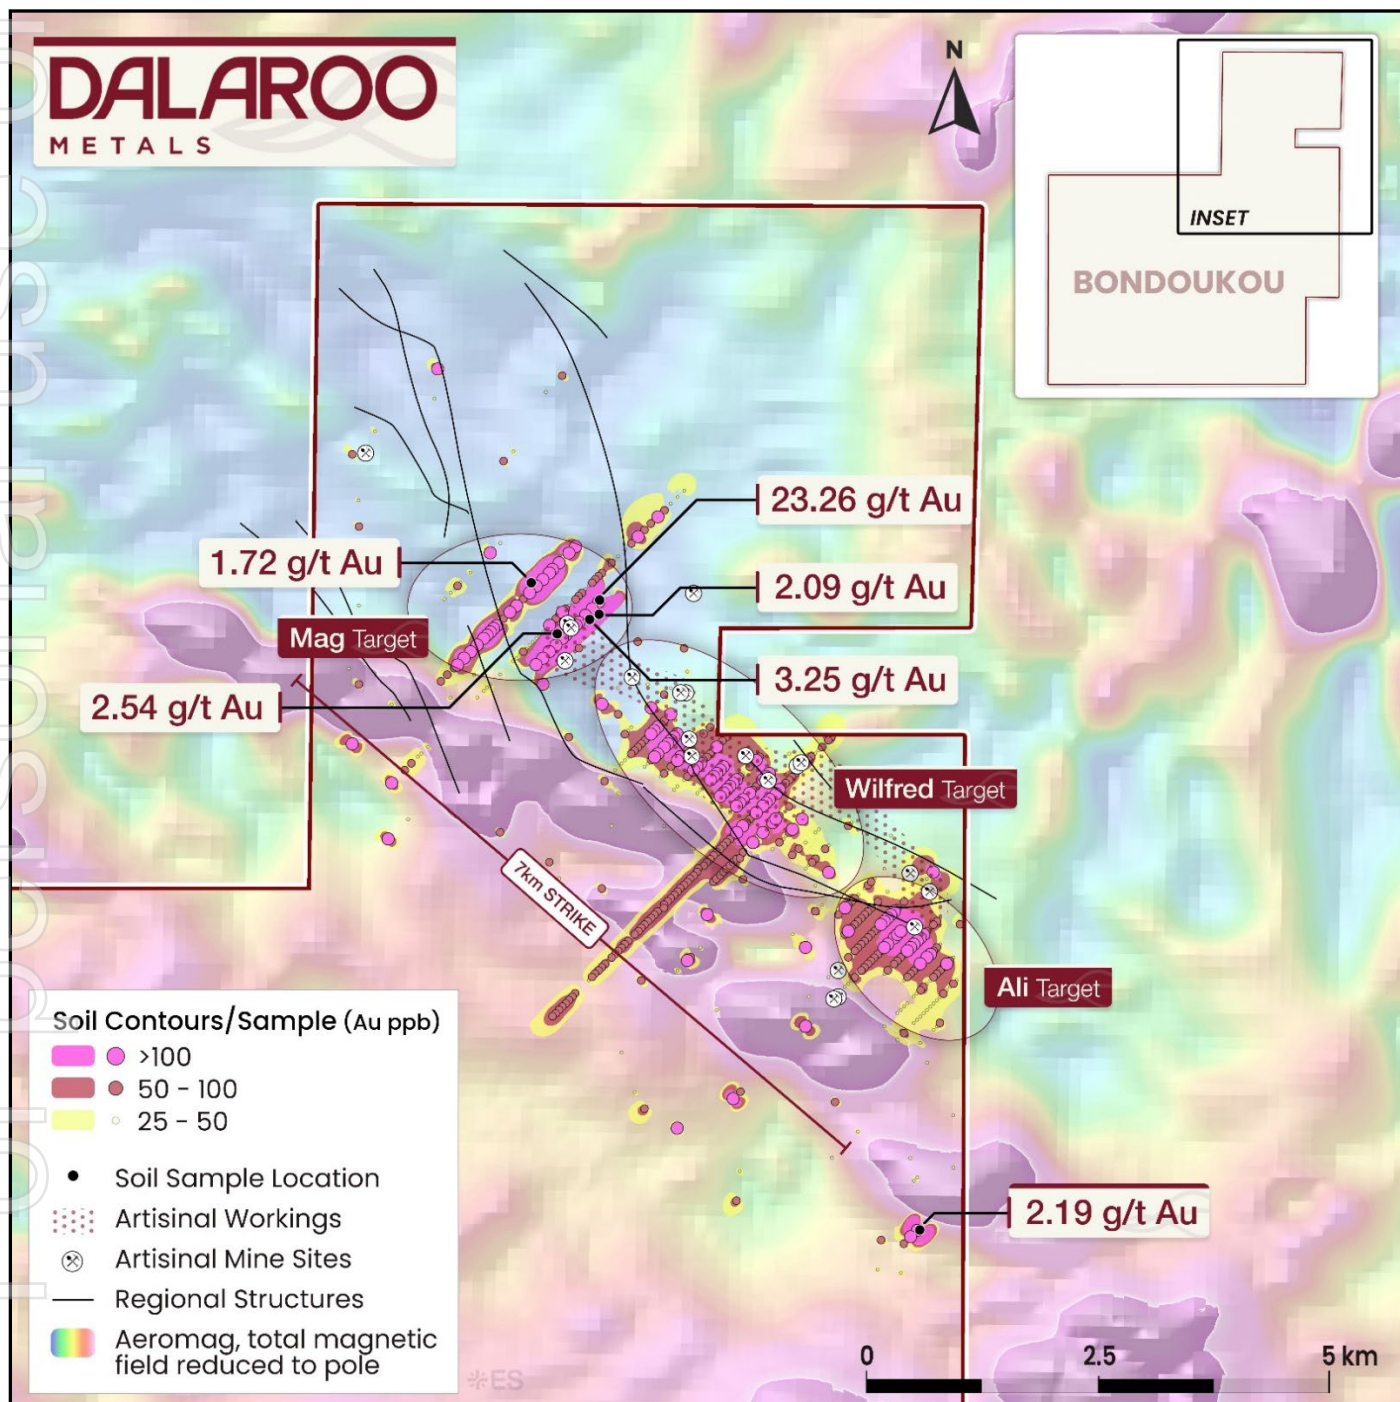 DALAROO
METALS
N
INSET
BONDOUKOU
23.26 g/t Au
1.72 g/t Au
2.09 g/t Au
Mag Target
3.25 g/t Au
2.54 g/t Au
Wilfred Target
7km STRIKE
Ali Target
2.19 g/t Au
Soil Contours/Sample (Au ppb)
>100
50 - 100
25 - 50
Soil Sample Location
Artisinal Workings
Artisinal Mine Sites
Regional Structures
Aeromag, total magnetic
field reduced to pole
ES
0 2.5 5 km